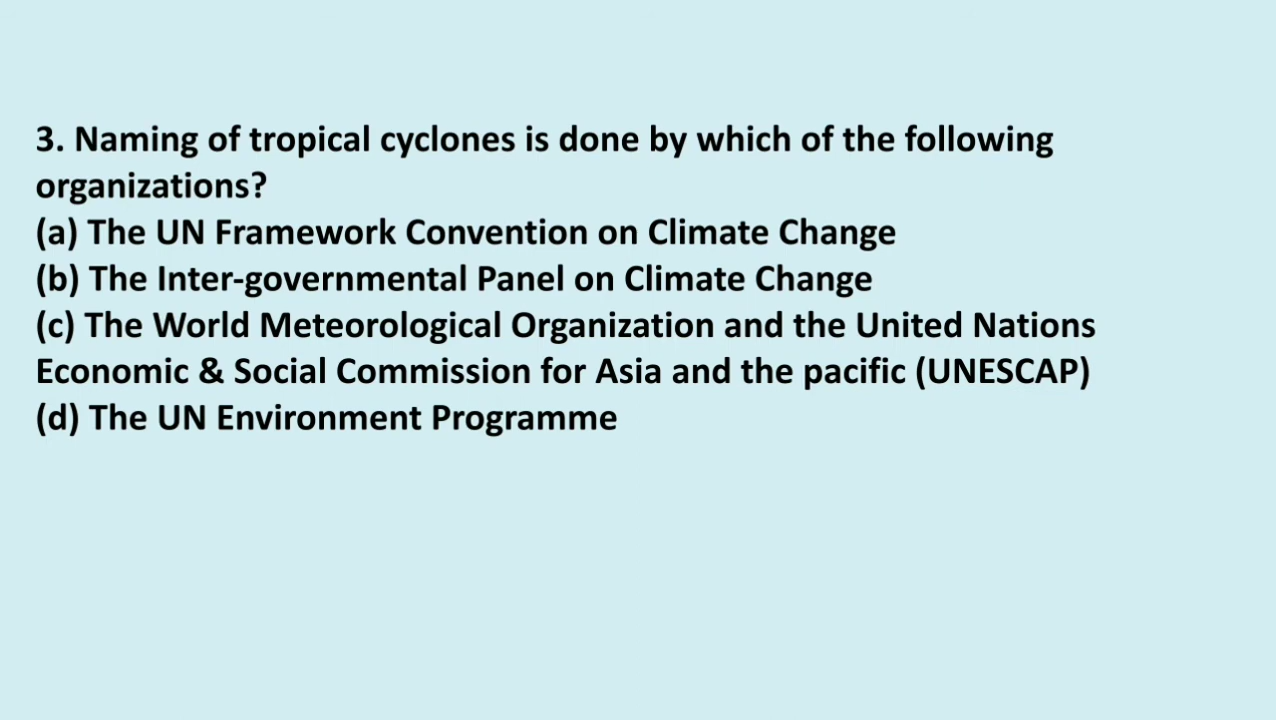 3. Naming of tropical cyclones is done by which of the following
organizations?
(a) The UN Framework Convention on Climate Change
(b) The Inter-governmental Panel on Climate Change
(c) The World Meteorological Organization and the United Nations
Economic & Social Commission for Asia and the pacific (UNESCAP)
(d) The UN Environment Programme